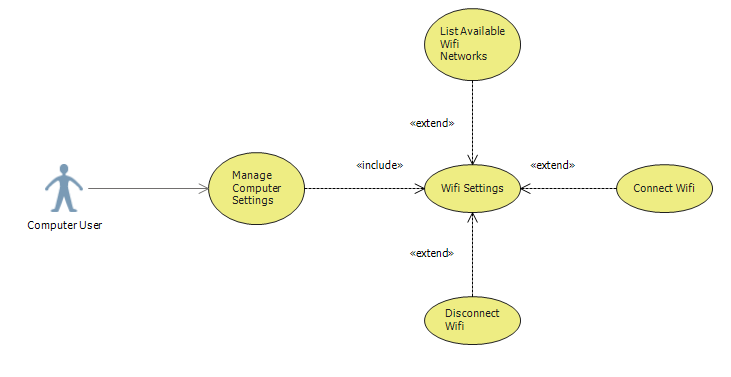 List Available
Wifi
Networks
«extend»
«include»
«extend»
Manage
Computer
Settings
Wifi Settings
Connect Wifi
Computer User
«extend»
Disconnect
Wifi